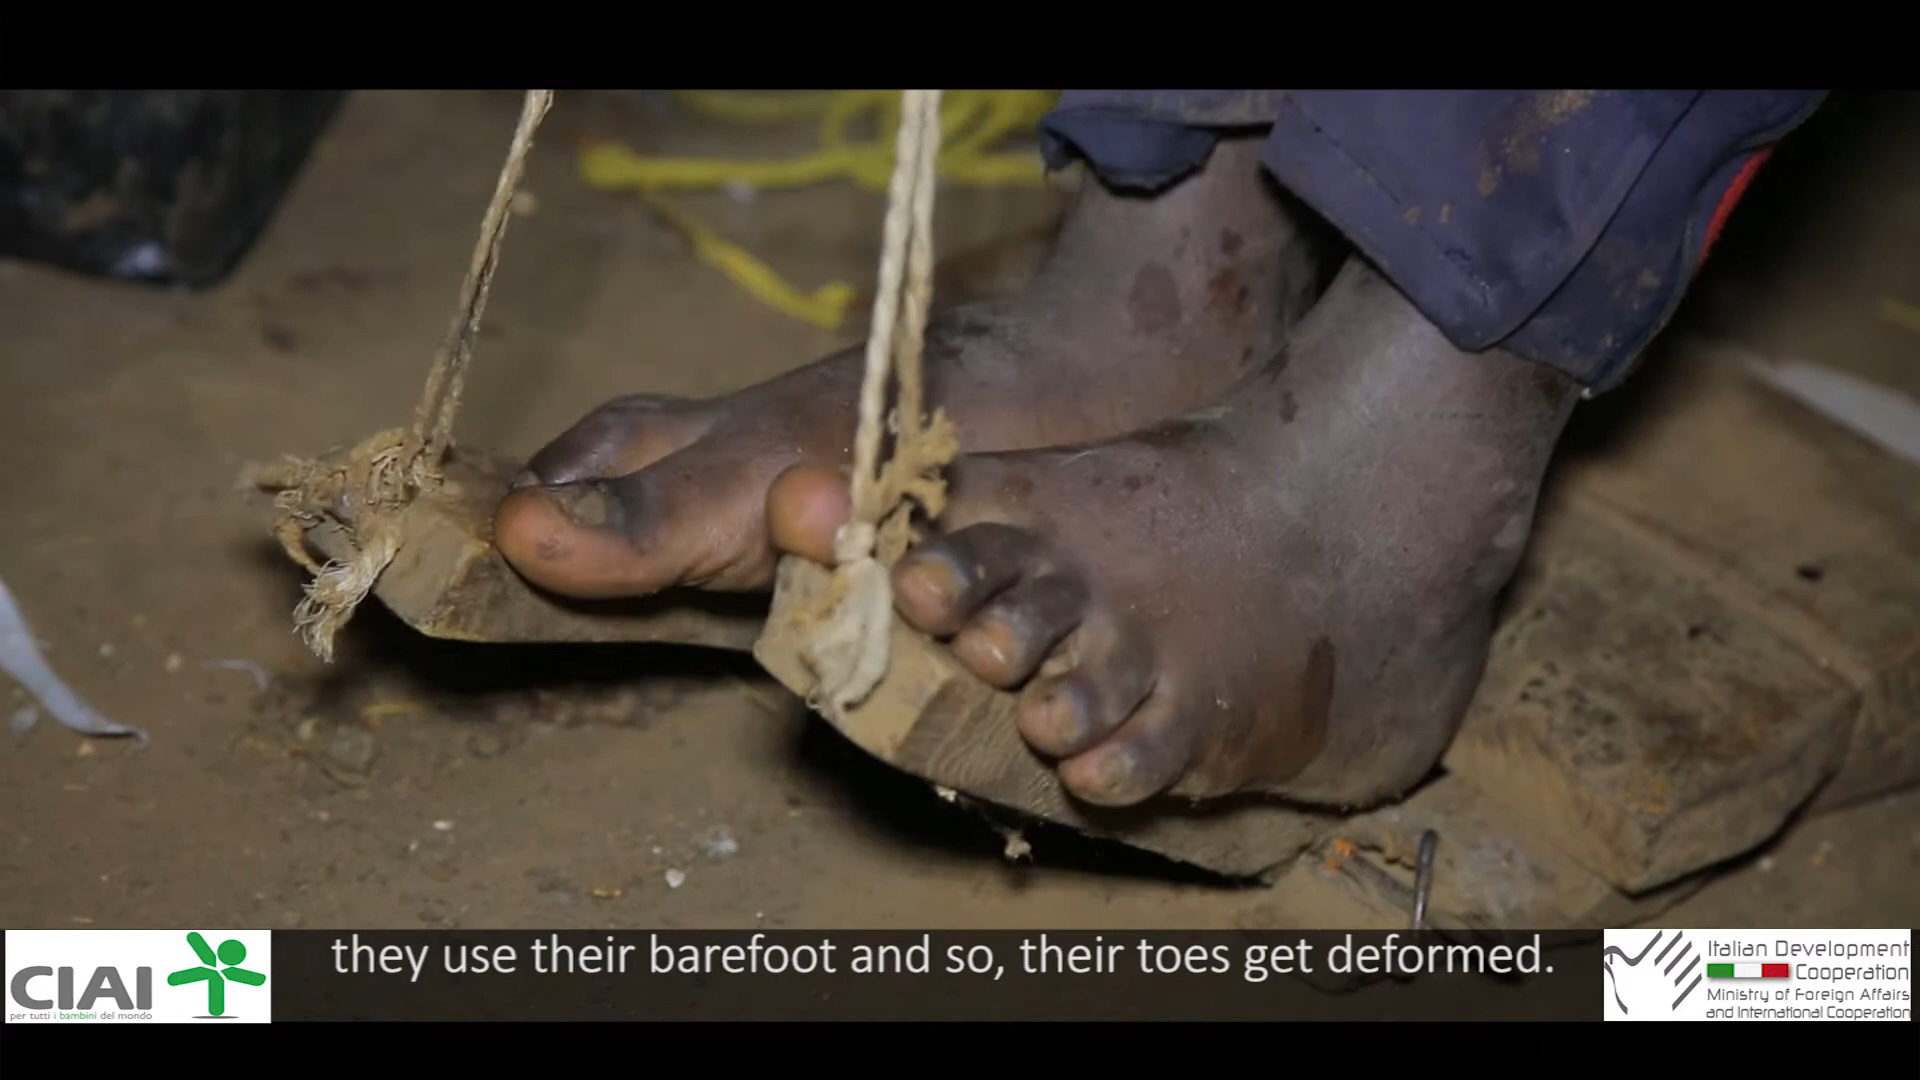 they use their barefoot and so, their toes get deformed.
CIAI
per tutti i bambini del mondo
Italian Development
Cooperation
Ministry of Foreign Affairs
and International Cooperation